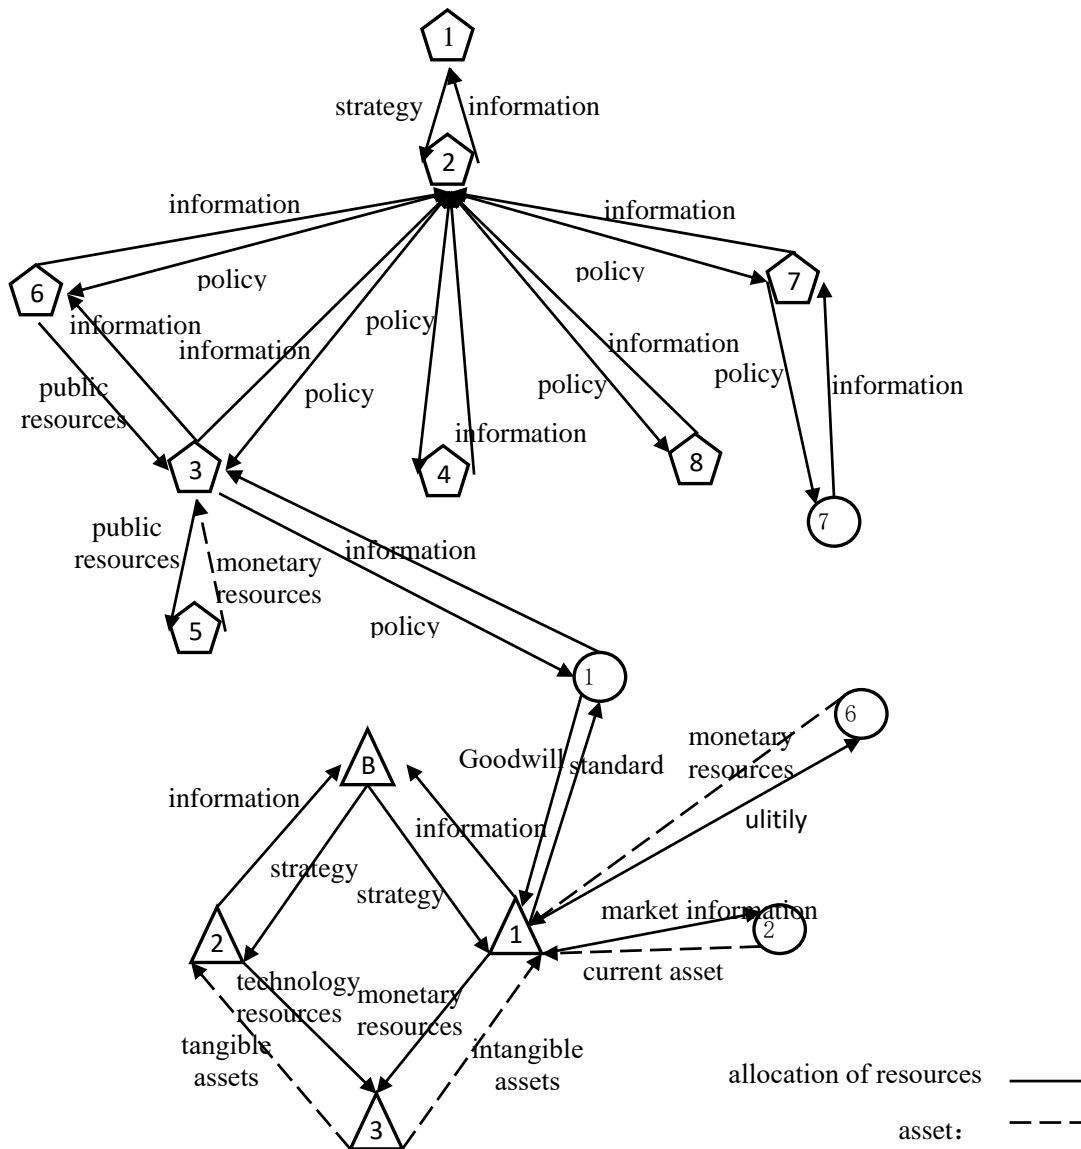 1
strategy
information
2
information
information
policy
policy
6
7
information
policy
information
information
policy
public
resources
policy
policy
information
information
3
4
8
7
public
resources
information
monetary
resources
policy
5
1
6
Goodwill
standard
monetary
resources
B
information
information
ulitily
strategy
strategy
market information
2
1
2
current asset
technology
resources
monetary
resources
tangible
assets
intangible
assets
3
allocation of resources
asset：